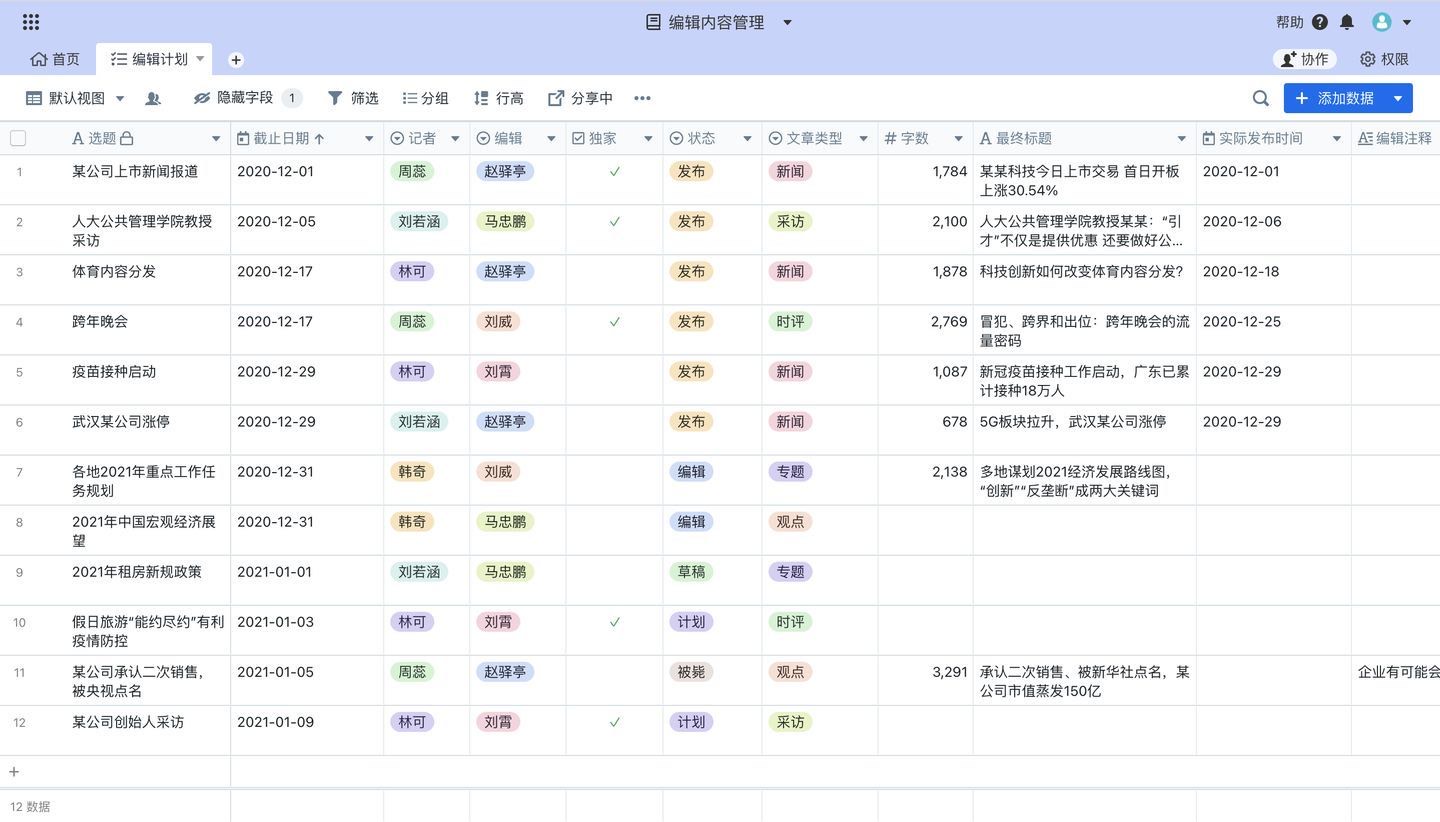 编辑内容管理
帮助
首页
编辑计划
协作
权限
默认视图
隐藏字段 1
筛选
分组
行高
分享中
添加数据
选题 截止日期 记者 编辑 独家 状态 文章类型 # 字数 最终标题 实际发布时间 编辑注释
1 某公司上市新闻报道 2020-12-01 周蕊 赵驿亭 ✓ 发布 新闻 1,784 某某科技今日上市交易 首日开板
上涨30.54% 2020-12-01
2 人大公共管理学院教授
采访 2020-12-05 刘若涵 马忠鹏 ✓ 发布 采访 2,100 人大公共管理学院教授某某：“引
才”不仅是提供优惠 还要做好公... 2020-12-06
3 体育内容分发 2020-12-17 林可 赵驿亭 发布 新闻 1,878 科技创新如何改变体育内容分发? 2020-12-18
4 跨年晚会 2020-12-17 周蕊 刘威 ✓ 发布 时评 2,769 冒犯、跨界和出位：跨年晚会的流
量密码 2020-12-25
5 疫苗接种启动 2020-12-29 林可 刘霄 发布 新闻 1,087 新冠疫苗接种工作启动，广东已累
计接种18万人 2020-12-29
6 武汉某公司涨停 2020-12-29 刘若涵 赵驿亭 发布 新闻 678 5G板块拉升，武汉某公司涨停 2020-12-29
7 各地2021年重点工作任
务规划 2020-12-31 韩奇 刘威 编辑 专题 2,138 多地谋划2021经济发展路线图，
“创新”“反垄断”成两大关键词
8 2021年中国宏观经济展
望 2020-12-31 韩奇 马忠鹏 编辑 观点
9 2021年租房新规政策 2021-01-01 刘若涵 马忠鹏 草稿 专题
10 假日旅游“能约尽约”有利
疫情防控 2021-01-03 林可 刘霄 ✓ 计划 时评
11 某公司承认二次销售，
被央视点名 2021-01-05 周蕊 赵驿亭 被毙 观点 3,291 承认二次销售、被新华社点名，某
公司市值蒸发150亿 企业有可能会
12 某公司创始人采访 2021-01-09 林可 刘霄 ✓ 计划 采访
12 数据